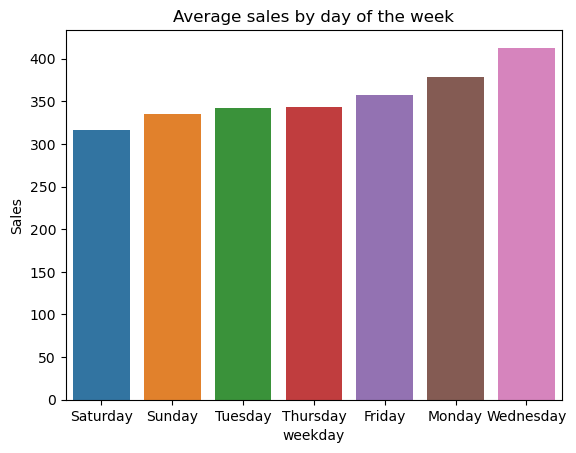 Average sales by day of the week
Sales
400
350
300
250
200
150
100
50
0
Saturday Sunday Tuesday Thursday Friday Monday Wednesday
weekday